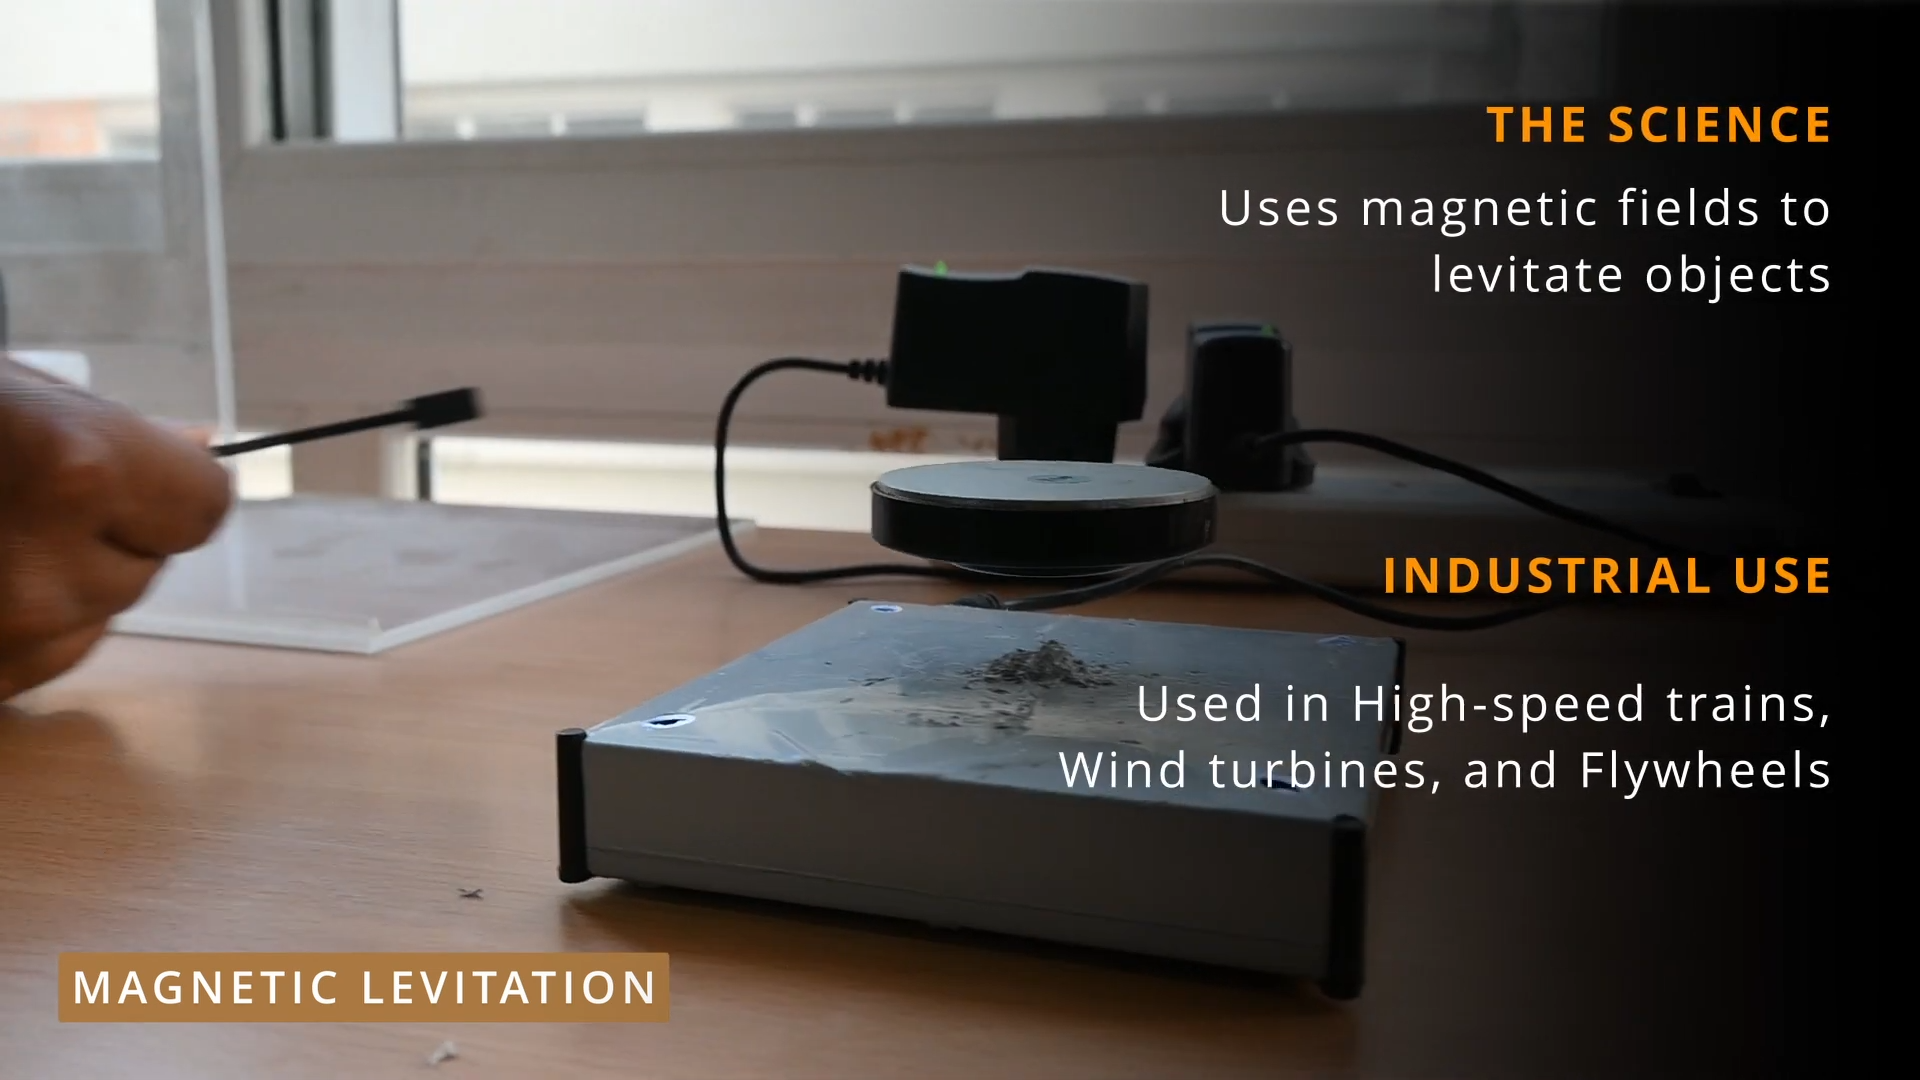 THE SCIENCE
Uses magnetic fields to
levitate objects
INDUSTRIAL USE
Used in High-speed trains,
Wind turbines, and Flywheels
MAGNETIC LEVITATION